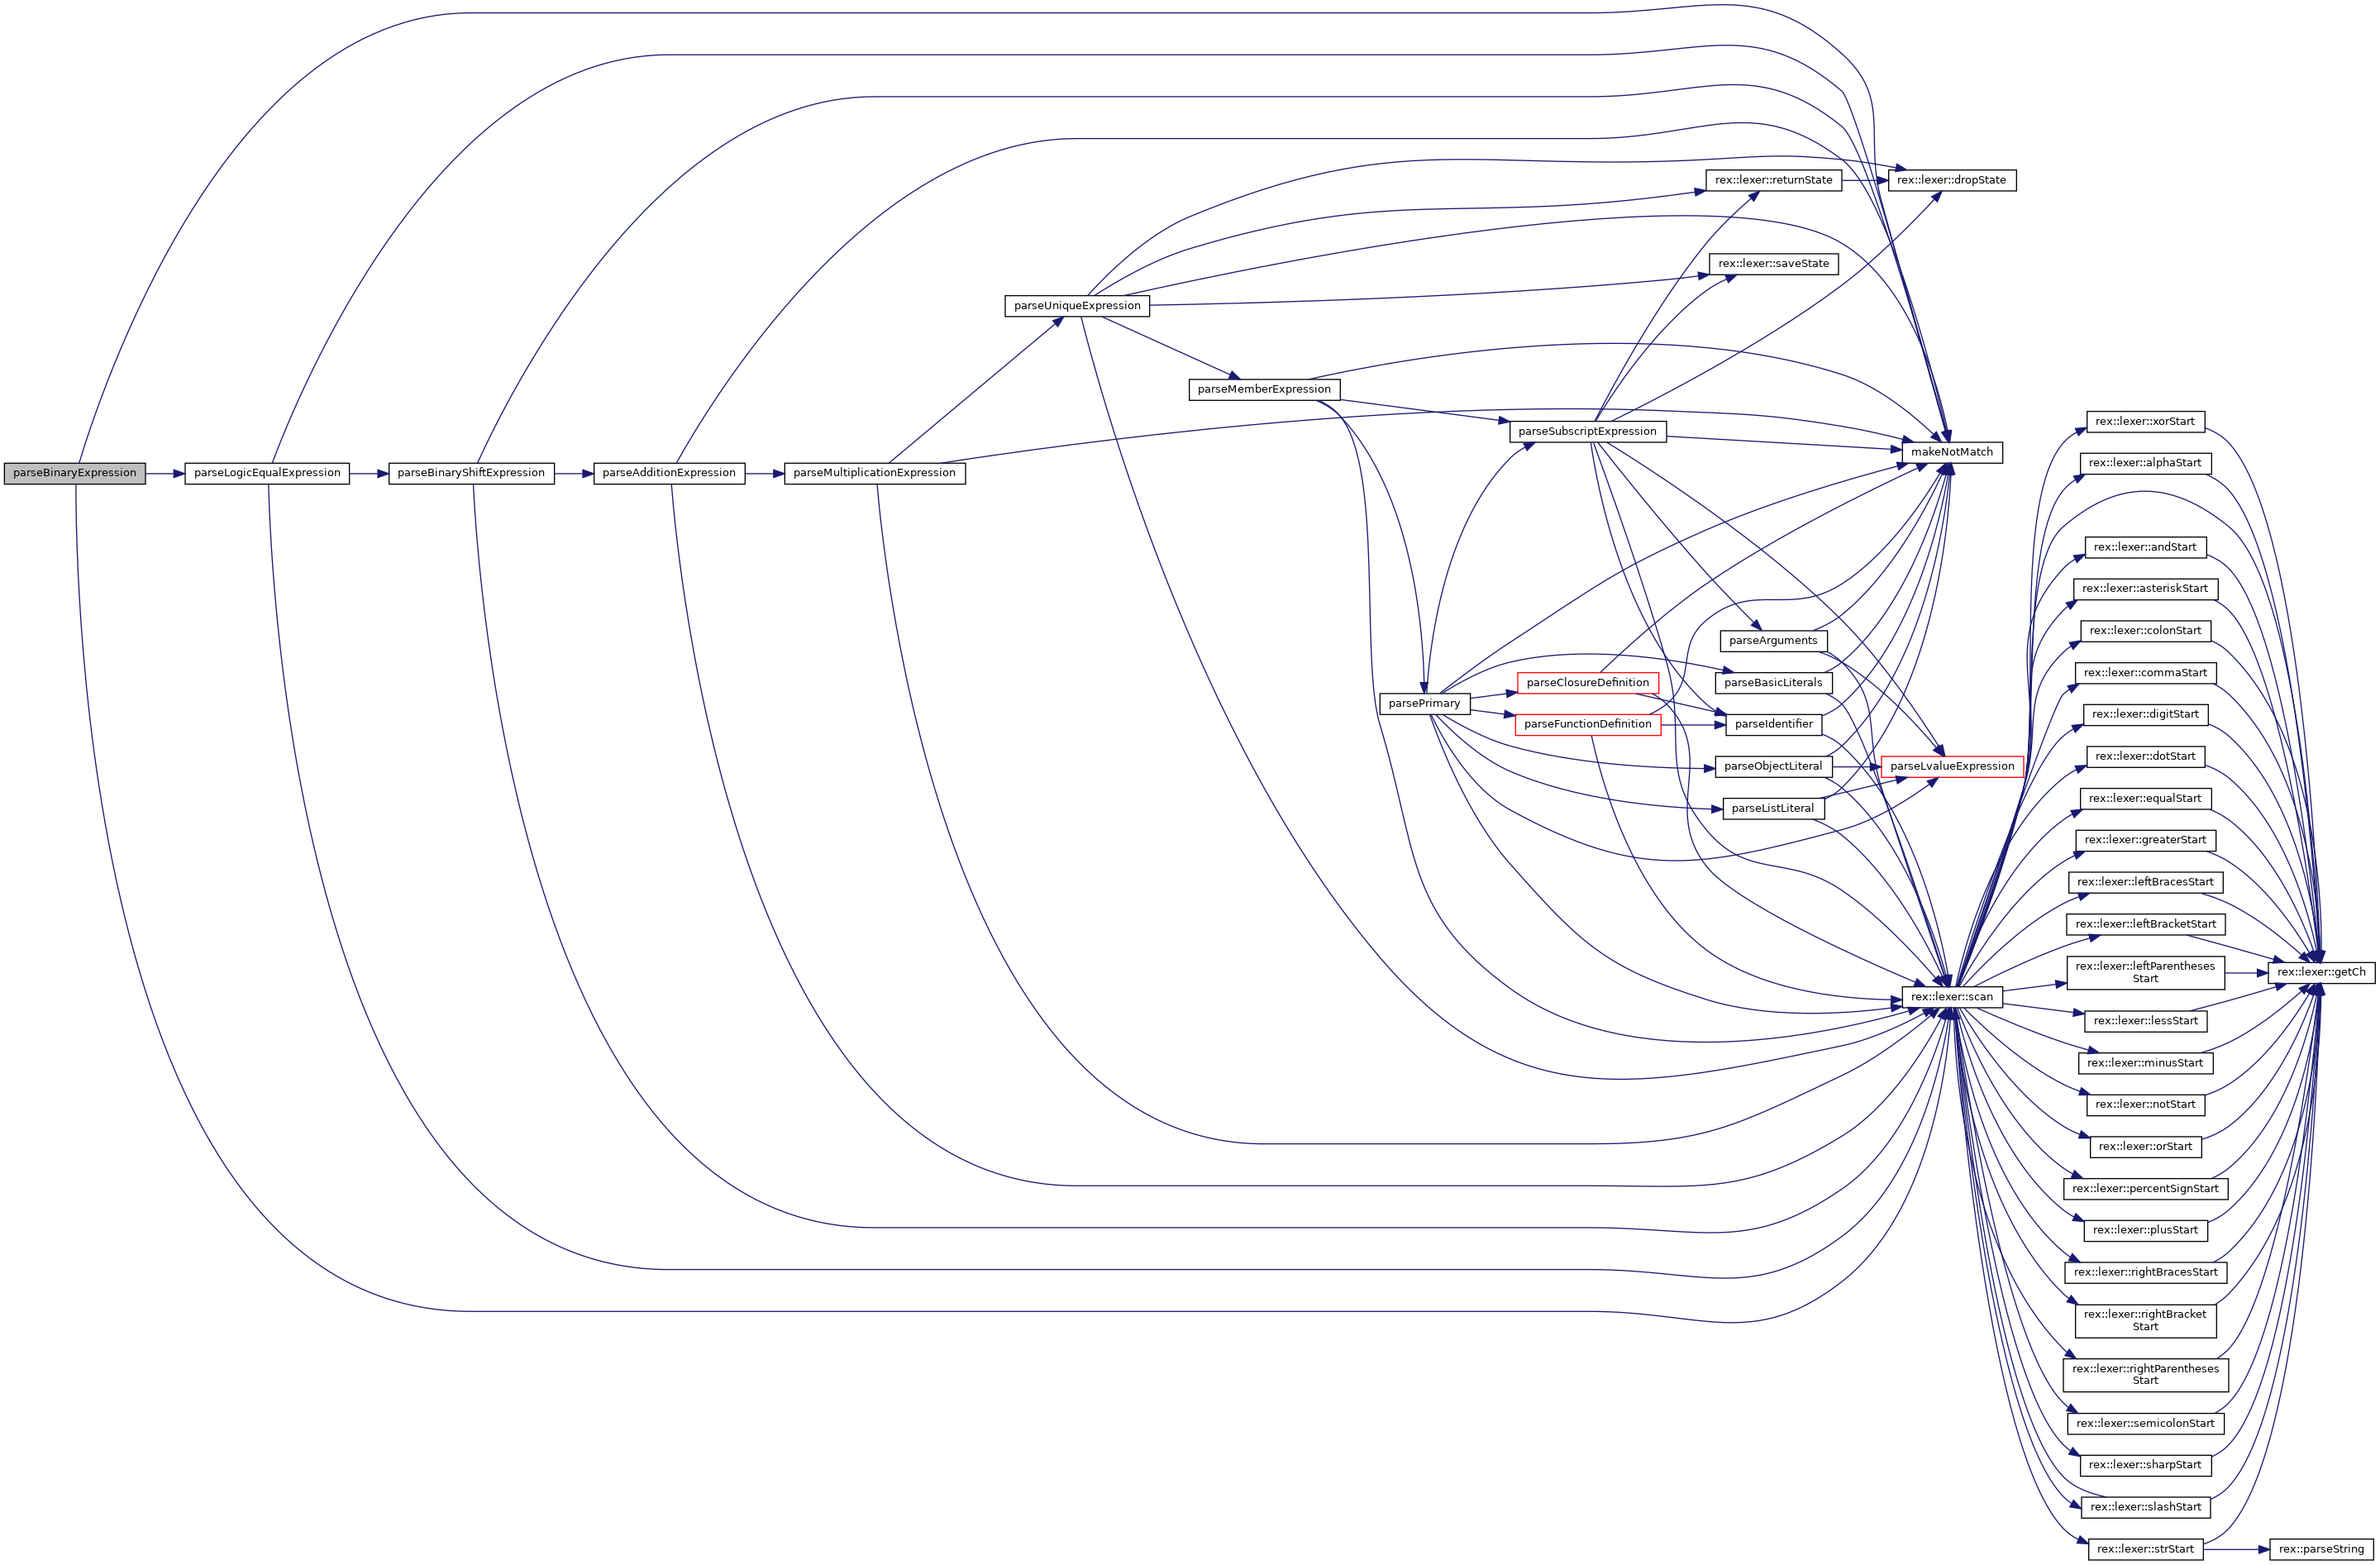 parseBinaryExpression
parseLogicEqualExpression
parseBinaryShiftExpression
parseAdditionExpression
parseMultiplicationExpression
parseUniqueExpression
parseMemberExpression
parsePrimary
parseSubscriptExpression
parseClosureDefinition
parseFunctionDefinition
rex::lexer::returnState
rex::lexer::saveState
parseArguments
parseBasicLiterals
parseIdentifier
parseObjectLiteral
parseListLiteral
rex::lexer::dropState
makeNotMatch
parseLvalueExpression
rex::lexer::scan
rex::lexer::xorStart
rex::lexer::alphaStart
rex::lexer::andStart
rex::lexer::asteriskStart
rex::lexer::colonStart
rex::lexer::commaStart
rex::lexer::digitStart
rex::lexer::dotStart
rex::lexer::equalStart
rex::lexer::greaterStart
rex::lexer::leftBracesStart
rex::lexer::leftBracketStart
rex::lexer::leftParentheses
Start
rex::lexer::lessStart
rex::lexer::minusStart
rex::lexer::notStart
rex::lexer::orStart
rex::lexer::percentSignStart
rex::lexer::plusStart
rex::lexer::rightBracesStart
rex::lexer::rightBracket
Start
rex::lexer::rightParentheses
Start
rex::lexer::semicolonStart
rex::lexer::sharpStart
rex::lexer::slashStart
rex::lexer::strStart
rex::lexer::getCh
rex::parseString